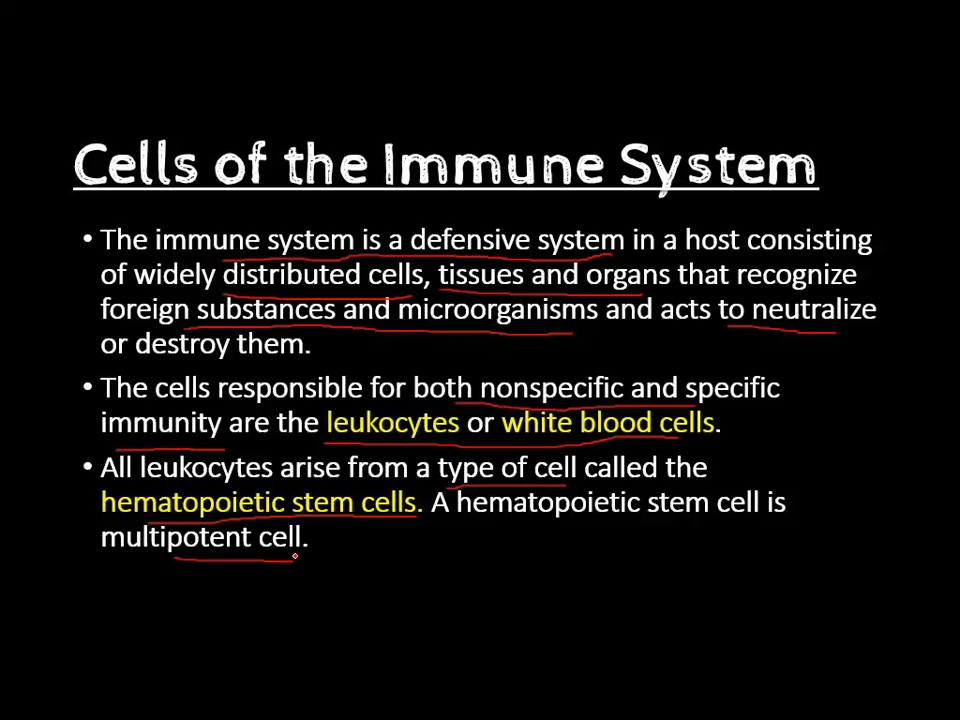 Cells of the Immune System
• The immune system is a defensive system in a host consisting
of widely distributed cells, tissues and organs that recognize
foreign substances and microorganisms and acts to neutralize
or destroy them.
• The cells responsible for both nonspecific and specific
immunity are the leukocytes or white blood cells.
• All leukocytes arise from a type of cell called the
hematopoietic stem cells. A hematopoietic stem cell is
multipotent cell.